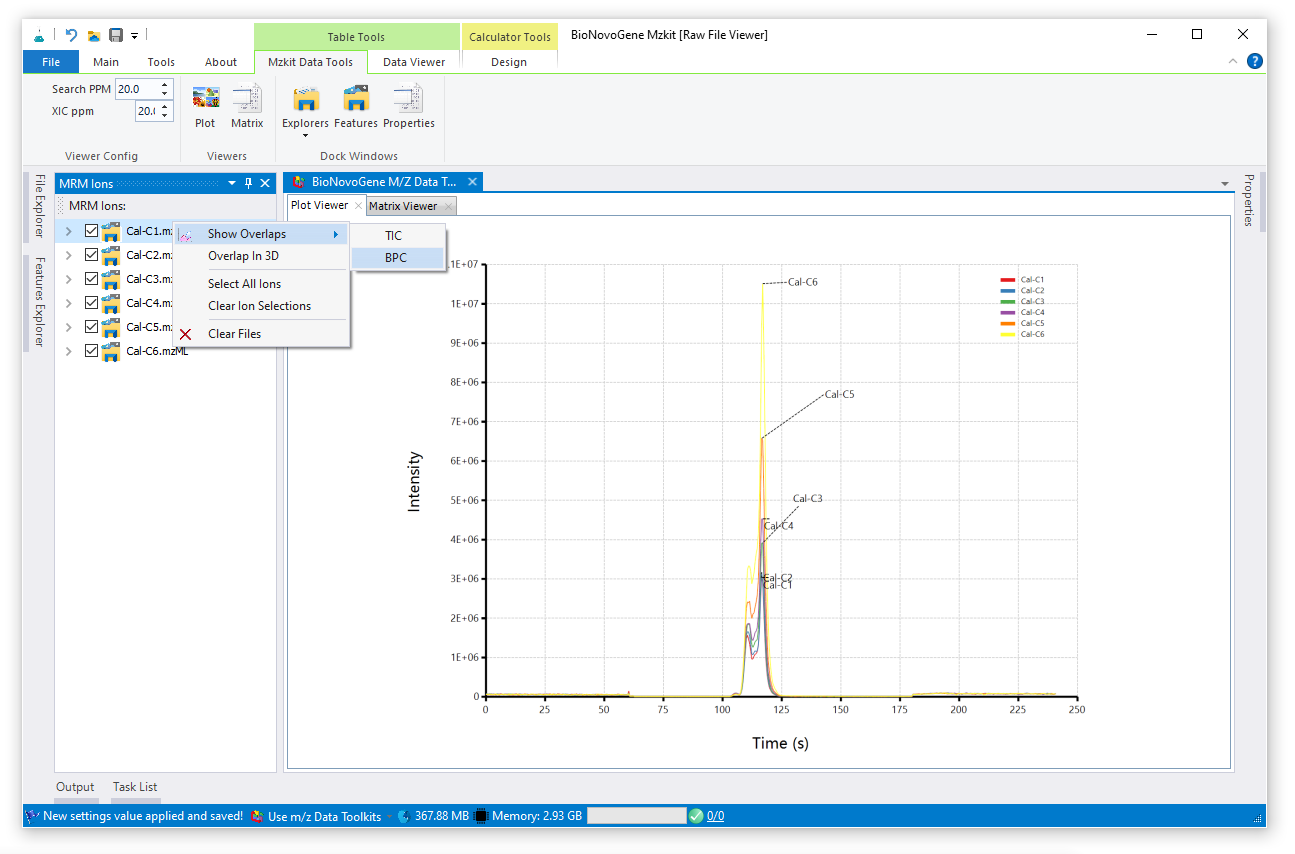 Table Tools
Calculator Tools
BioNovoGene Mzkit [Raw File Viewer]
File
Main
Tools
About
Mzkit Data Tools
Data Viewer
Design
Search PPM 20.0
XIC ppm 20.
Plot
Matrix
Explorers
Features
Properties
Viewer Config
Viewers
Dock Windows
File Explorer
Features Explorer
MRM Ions
MRM Ions:
Cal-C1.mz
Cal-C2.mz
Cal-C3.mz
Cal-C4.mz
Cal-C5.mz
Cal-C6.mzML
Show Overlaps
Overlap In 3D
Select All Ions
Clear Ion Selections
Clear Files
TIC
BPC
BioNovoGene M/Z Data T...
Plot Viewer
Matrix Viewer
Properties
1E+07
1E+07
9E+06
8E+06
7E+06
6E+06
5E+06
4E+06
3E+06
2E+06
1E+06
0
Intensity
Cal-C6
Cal-C5
Cal-C3
Cal-C4
Cal-C2
Cal-C1
Cal-C1
Cal-C2
Cal-C3
Cal-C4
Cal-C5
Cal-C6
0 25 50 75 100 125 150 175 200 225 250
Time (s)
Output
Task List
New settings value applied and saved!
Use m/z Data Toolkits
367.88 MB
Memory: 2.93 GB
0/0